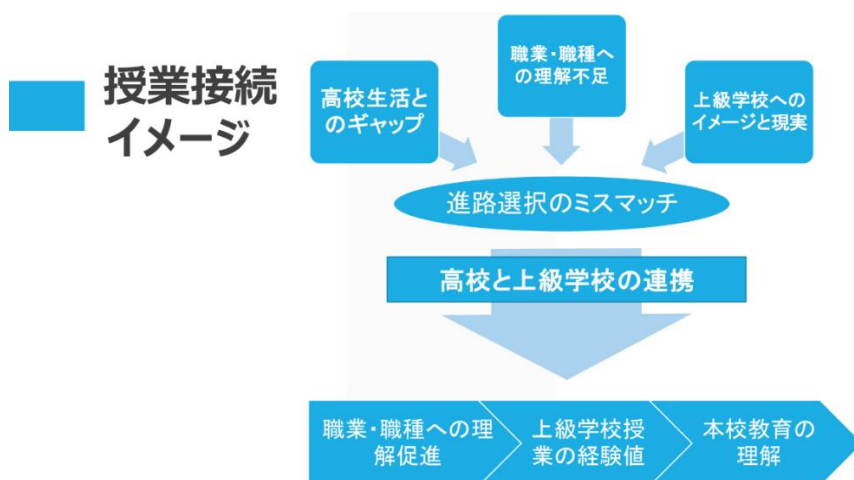 授業接続
イメージ
高校生活と
のギャップ
職業・職種へ
の理解不足
上級学校への
イメージと現実
進路選択のミスマッチ
高校と上級学校の連携
職業・職種への理
解促進
上級学校授
業の経験値
本校教育の
理解